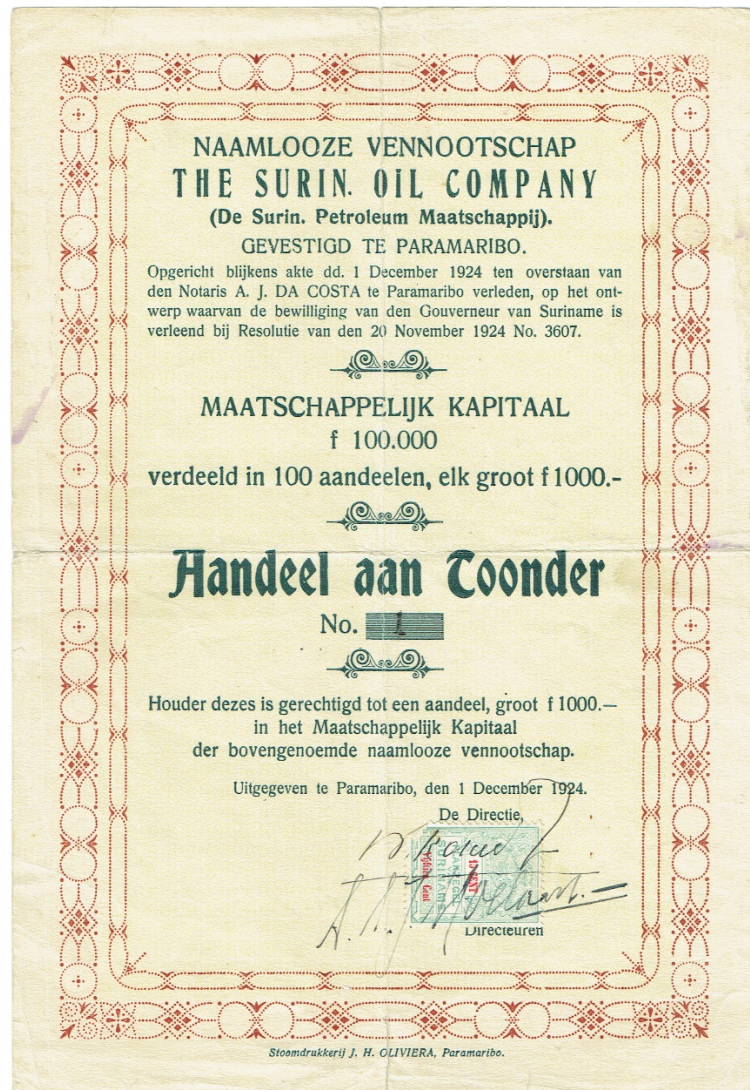 NAAMLOOZE VENNOOTSCHAP
THE SURIN. OIL COMPANY
(De Surin. Petroleum Maatschappij).
GEVESTIGD TE PARAMARIBO.
Opgericht blijkens akte dd. 1 December 1924 ten overstaan van
den Notaris A. J. DA COSTA te Paramaribo verleden, op het ont-
werp waarvan de bewilliging van den Gouverneur van Suriname is
verleend bij Resolutie van den 20 November 1924 No. 3607.
MAATSCHAPPELIJK KAPITAAL
f 100.000
verdeeld in 100 aandeelen, elk groot f 1000.-
Aandeel aan Toonder
No. 1
Houder dezes is gerechtigd tot een aandeel, groot f 1000.—
in het Maatschappelijk Kapitaal
der bovengenoemde naamlooze vennootschap.
Uitgegeven te Paramaribo, den 1 December 1924.
De Directie,
SURINAME
Directeuren
Stoomdrukkerij J. H. OLIVIERA, Paramaribo.